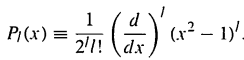 P_l(x) ≡ \frac{1}{2^l l!} \left( \frac{d}{dx} \right)^l (x^2 - 1)^l.